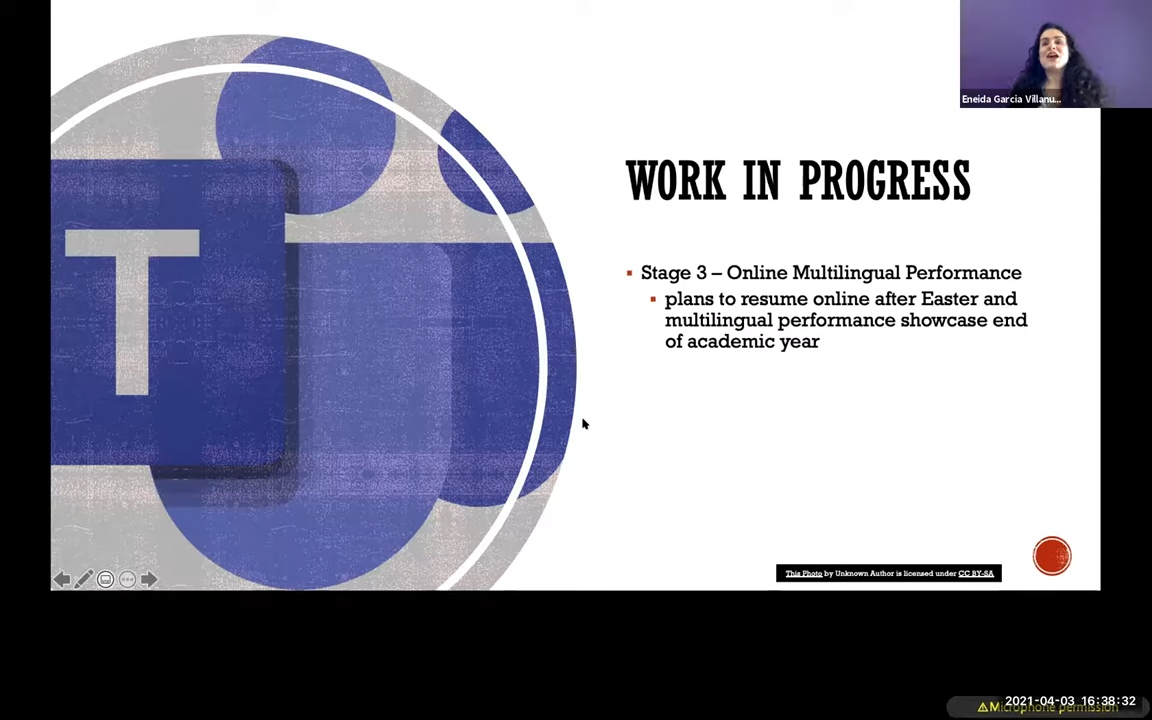 Eneida Garcia Villanu...
WORK IN PROGRESS
T
Stage 3 – Online Multilingual Performance
plans to resume online after Easter and
multilingual performance showcase end
of academic year
This Photo by Unknown Author is licensed under CC BY-SA
2021-04-03 16:38:32
Microphone permission